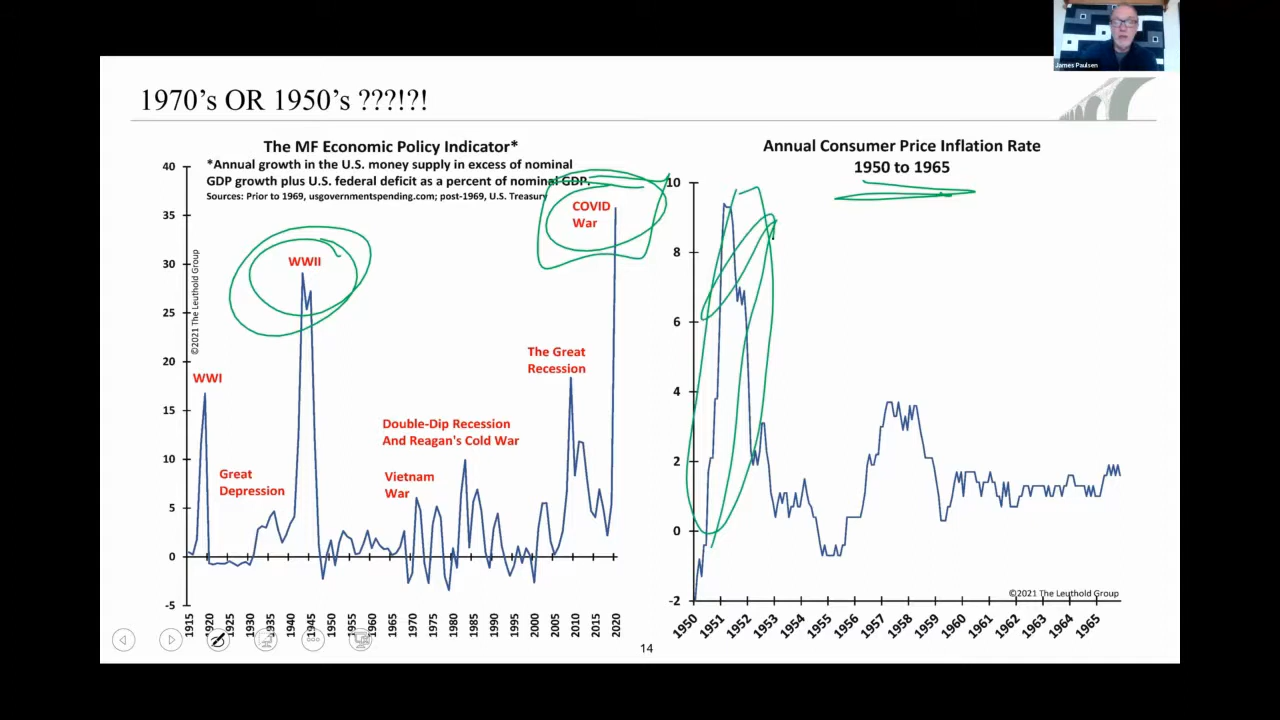 James Paulsen
1970's OR 1950's ???!?!
The MF Economic Policy Indicator*
*Annual growth in the U.S. money supply in excess of nominal
GDP growth plus U.S. federal deficit as a percent of nominal GDP.
Sources: Prior to 1969, usgovernmentspending.com; post-1969, U.S. Treasury
40
35
30
25
20
15
10
5
0
-5
©2021 The Leuthold Group
WWI
Great
Depression
WWII
Vietnam
War
Double-Dip Recession
And Reagan's Cold War
The Great
Recession
COVID
War
1915
1920
1925
1930
1935
1940
1945
1950
1955
1960
1965
1970
1975
1980
1985
1990
1995
2000
2005
2010
2015
2020
Annual Consumer Price Inflation Rate
1950 to 1965
10
8
6
4
2
0
-2
©2021 The Leuthold Group
1950
1951
1952
1953
1954
1955
1956
1957
1958
1959
1960
1961
1962
1963
1964
1965
14